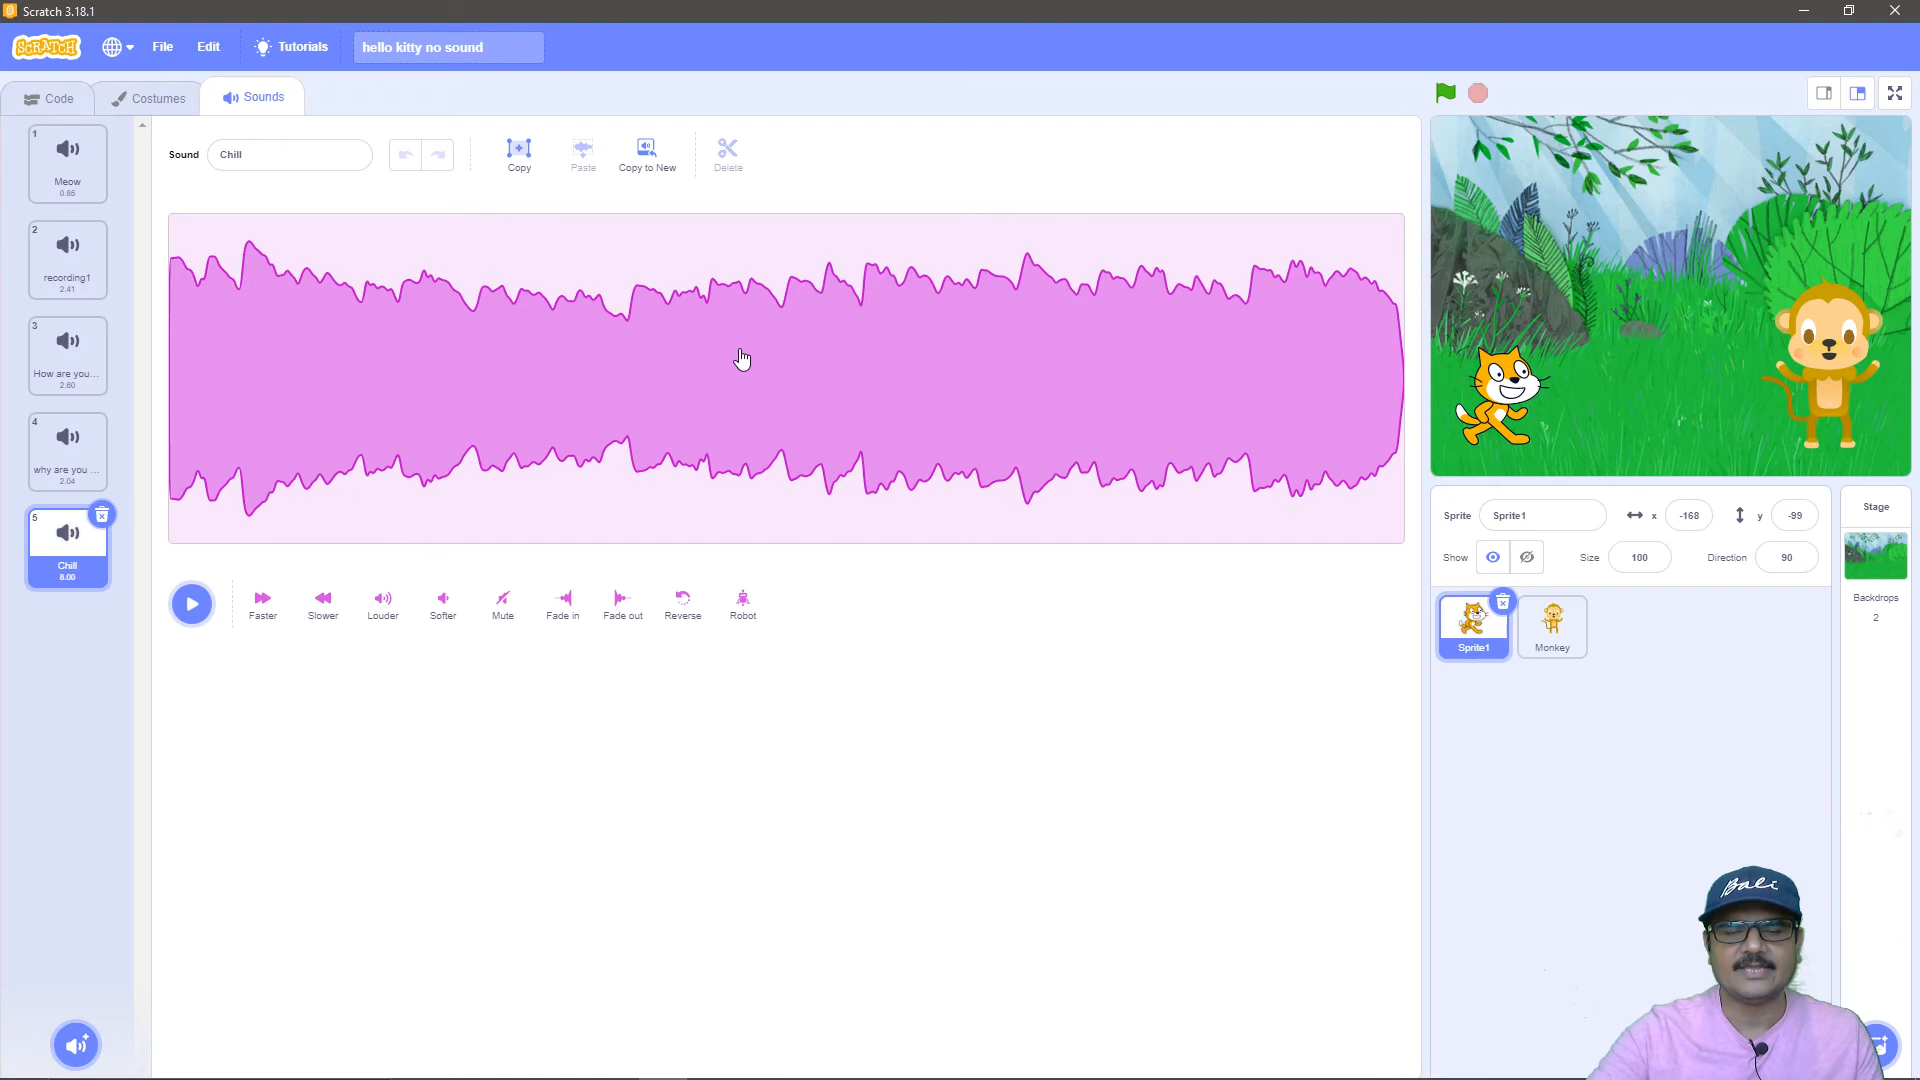 Scratch 3.18.1
SCRATCH File Edit Tutorials hello kitty no sound
Code Costumes Sounds
1
Meow
0.85
2
recording1
2.41
3
How are you...
2.60
4
why are you ...
2.04
5
Chill
8.00
Sound Chill Copy Paste Copy to New Delete
Faster Slower Louder Softer Mute Fade in Fade out Reverse Robot
Sprite Sprite1 x -168 y -99
Show Size 100 Direction 90
Sprite1 Monkey
Stage
Backdrops
2
Bali